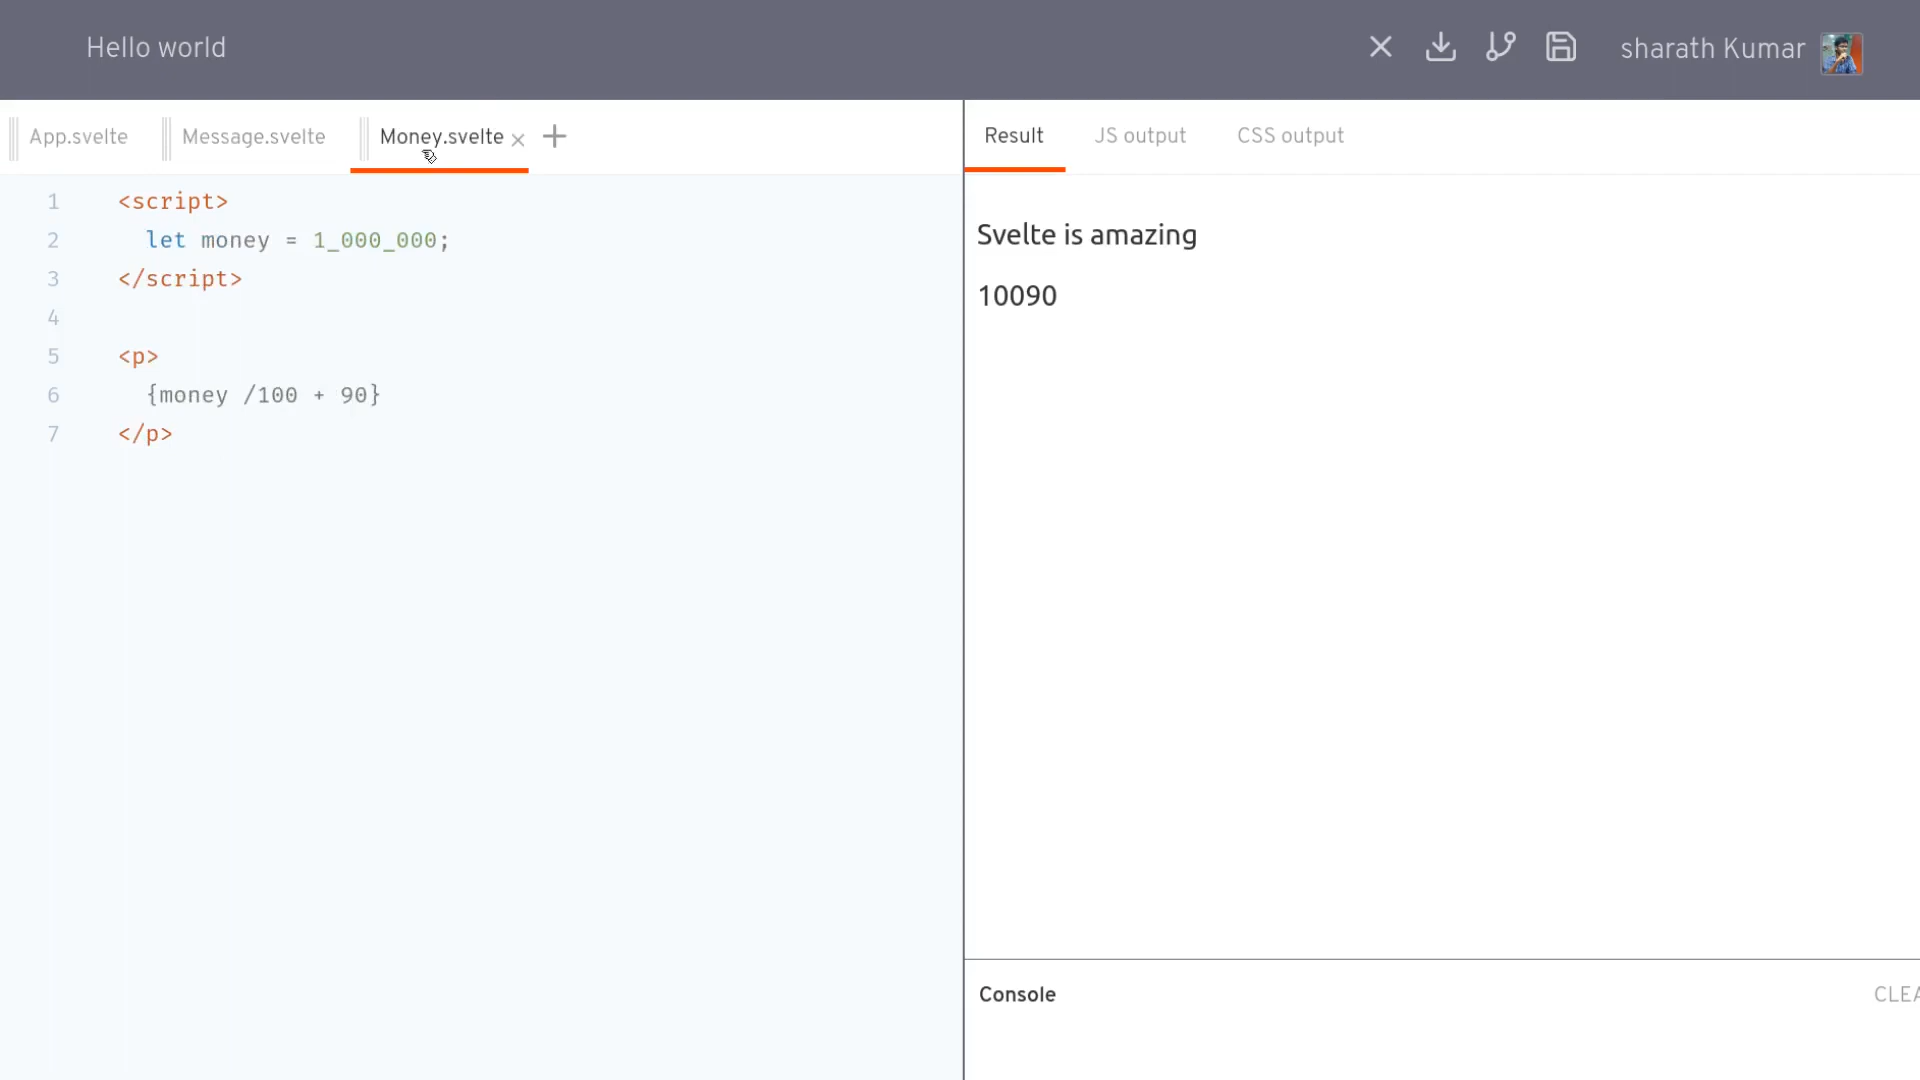 Hello world
sharath Kumar
App.svelte
Message.svelte
Money.svelte
Result
JS output
CSS output
1 <script>
2 let money = 1_000_000;
3 </script>
4
5 <p>
6 {money /100 + 90}
7 </p>
Svelte is amazing
10090
Console
CLEA